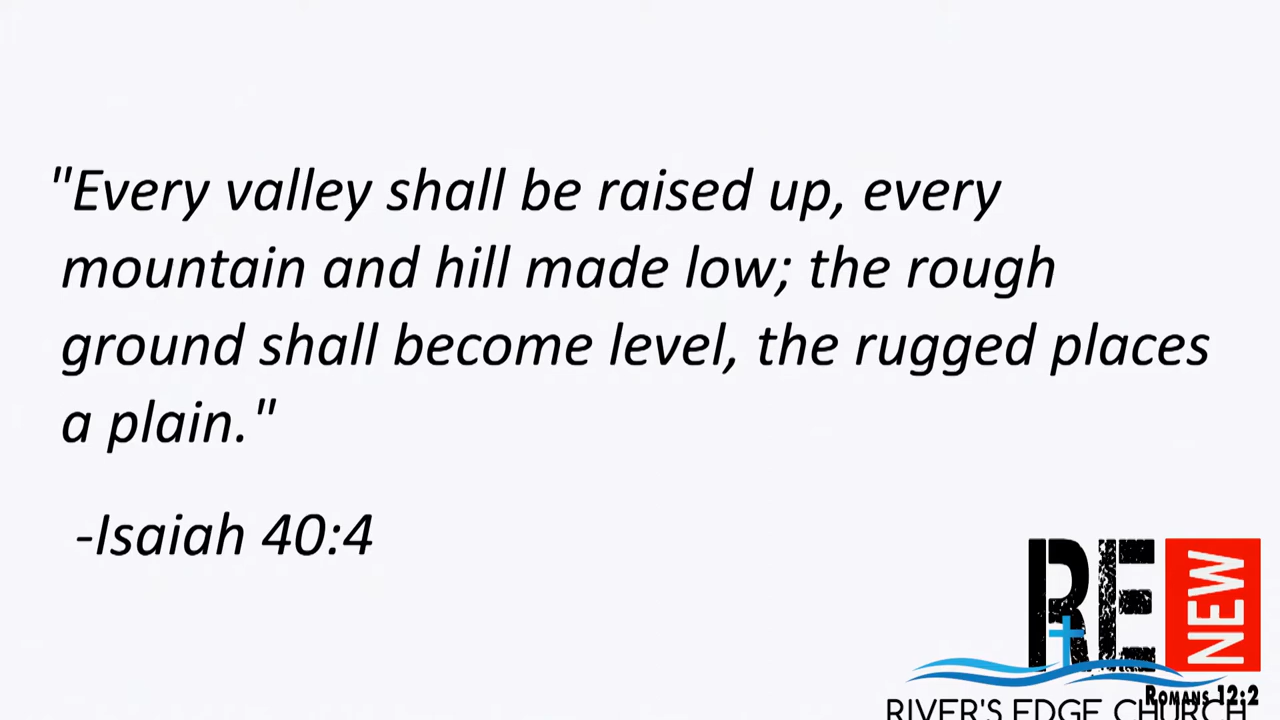 "Every valley shall be raised up, every
mountain and hill made low; the rough
ground shall become level, the rugged places
a plain."
-Isaiah 40:4
RE NEW
Romans 12:2
RIVER'S EDGE CHURCH